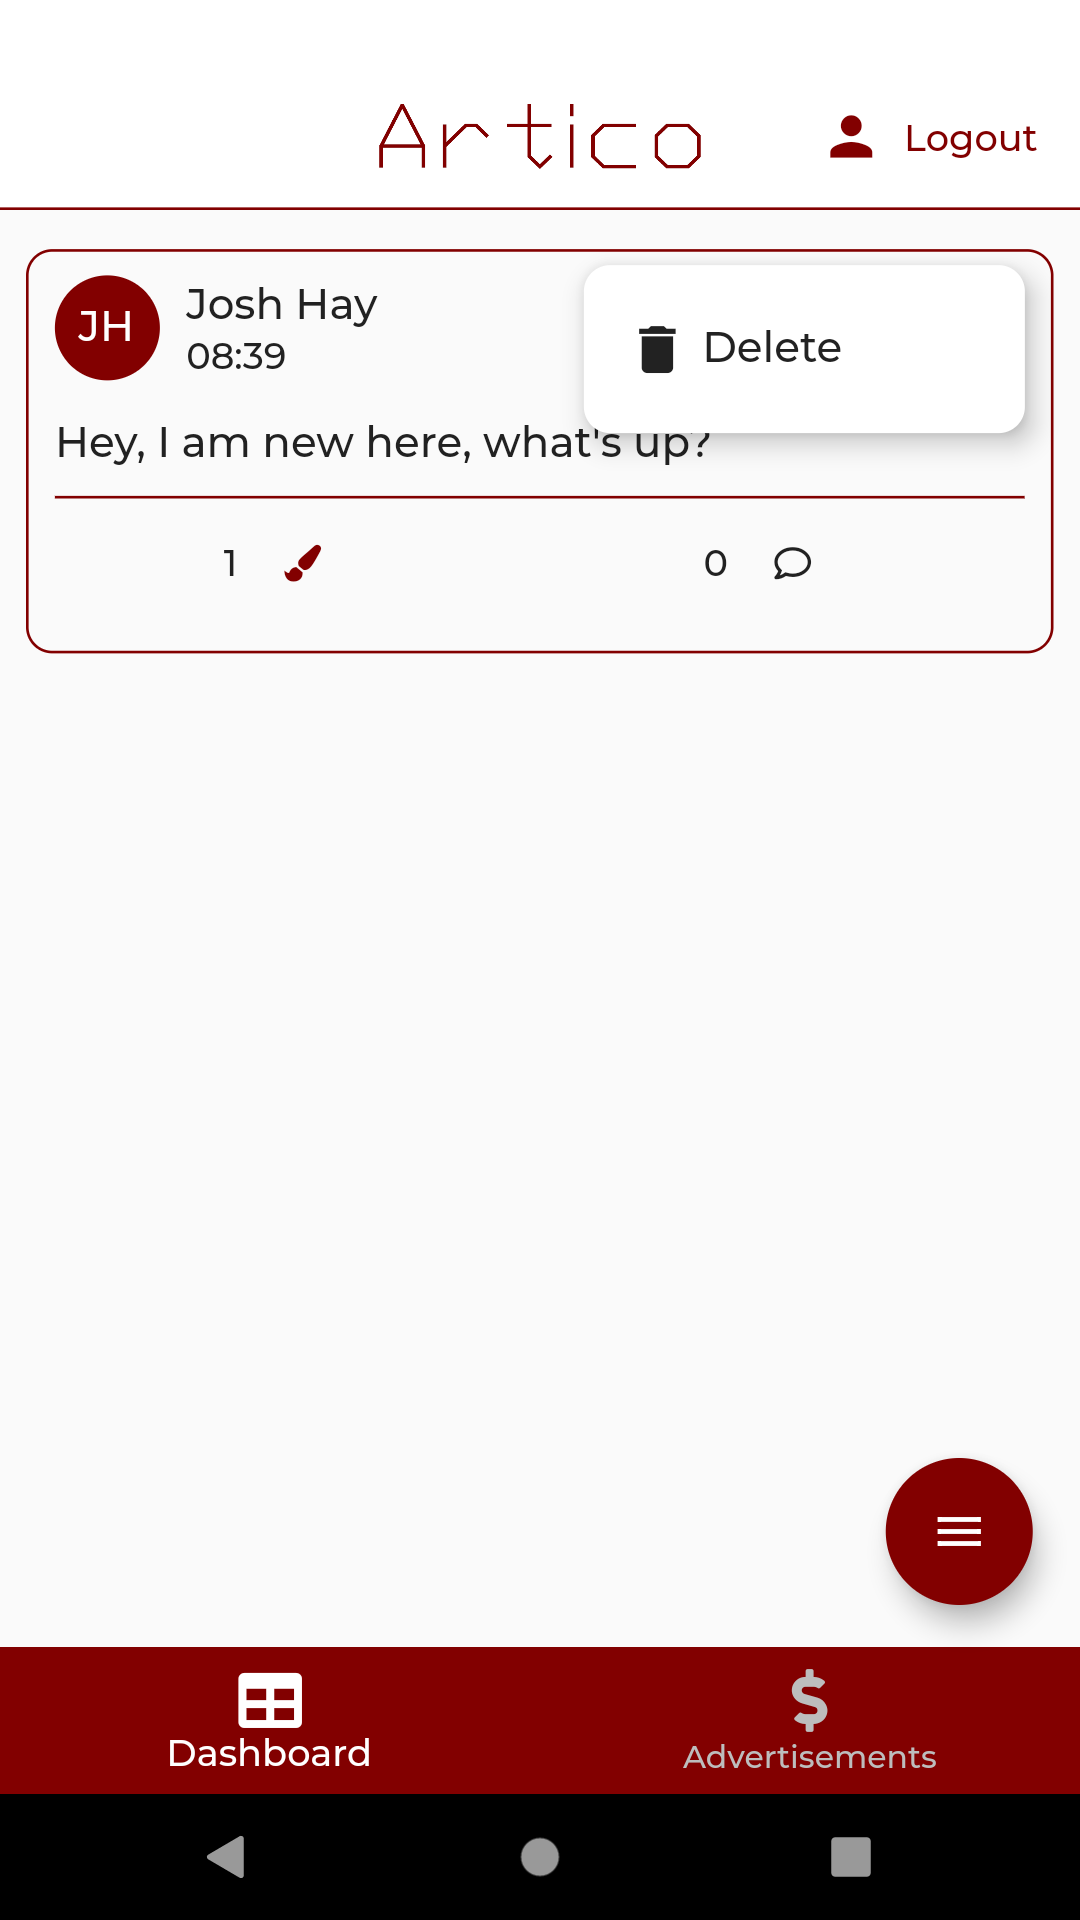 Artico
Logout
JH
Josh Hay
08:39
Delete
Hey, I am new here, what's up?
1
0
Dashboard
Advertisements